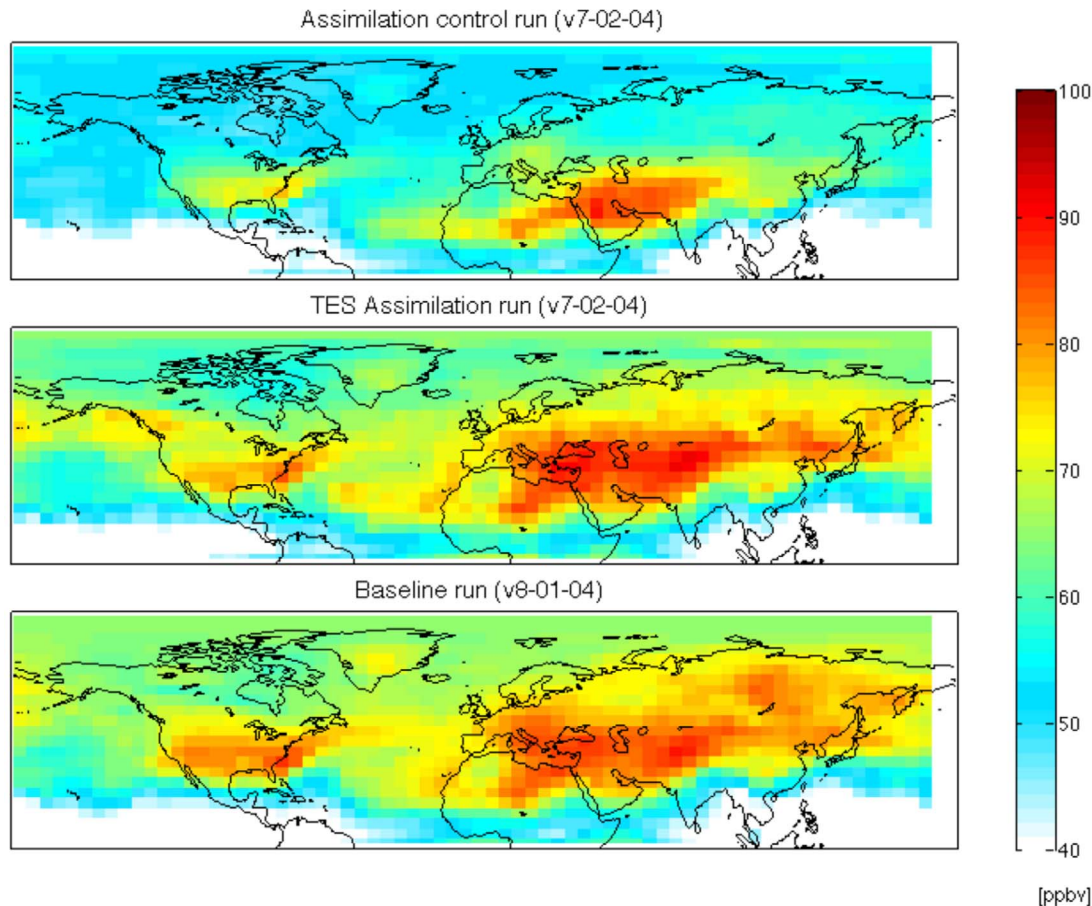 Assimilation control run (v7-02-04)
TES Assimilation run (v7-02-04)
Baseline run (v8-01-04)
100
90
80
70
60
50
40
[ppbv]